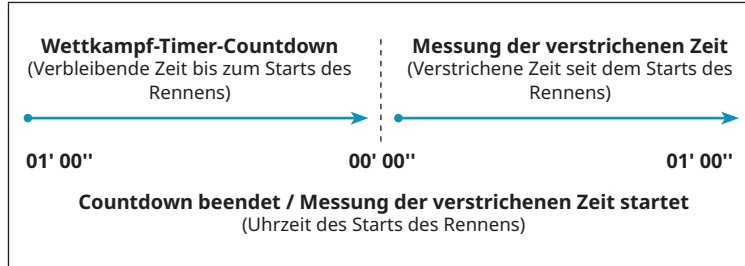 Wettkampf-Timer-Countdown
(Verbleibende Zeit bis zum Starts des
Rennens)
Messung der verstrichenen Zeit
(Verstrichene Zeit seit dem Starts des
Rennens)
01' 00''
00' 00''
01' 00''
Countdown beendet / Messung der verstrichenen Zeit startet
(Uhrzeit des Starts des Rennens)